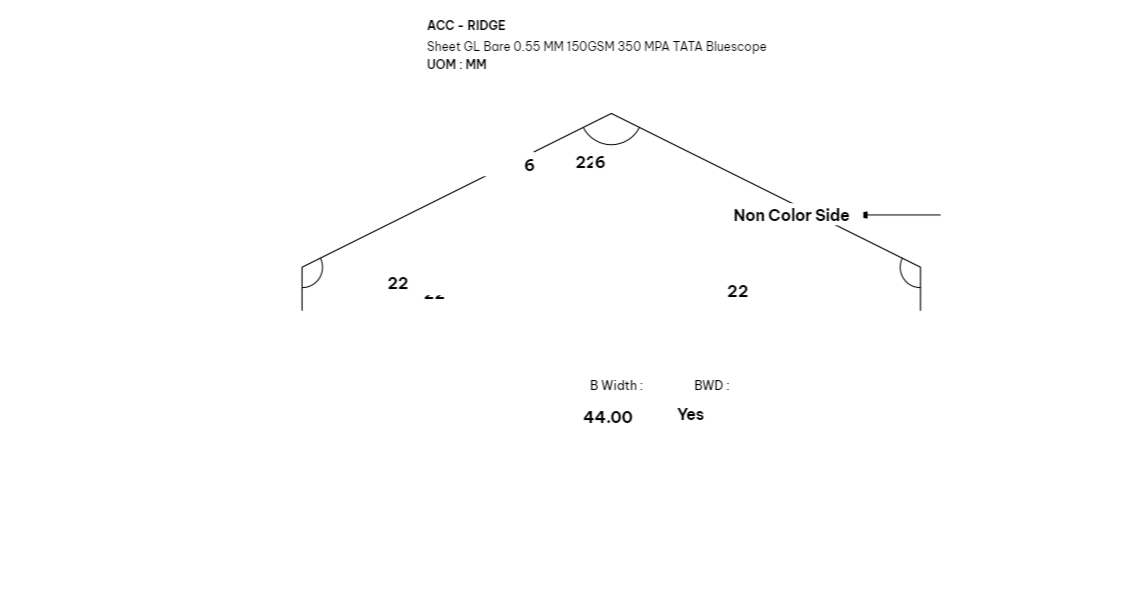 ACC - RIDGE
Sheet GL Bare 0.55 MM 150GSM 350 MPA TATA Bluescope
UOM : MM
6
226
Non Color Side
22
22
B Width :
BWD :
44.00
Yes